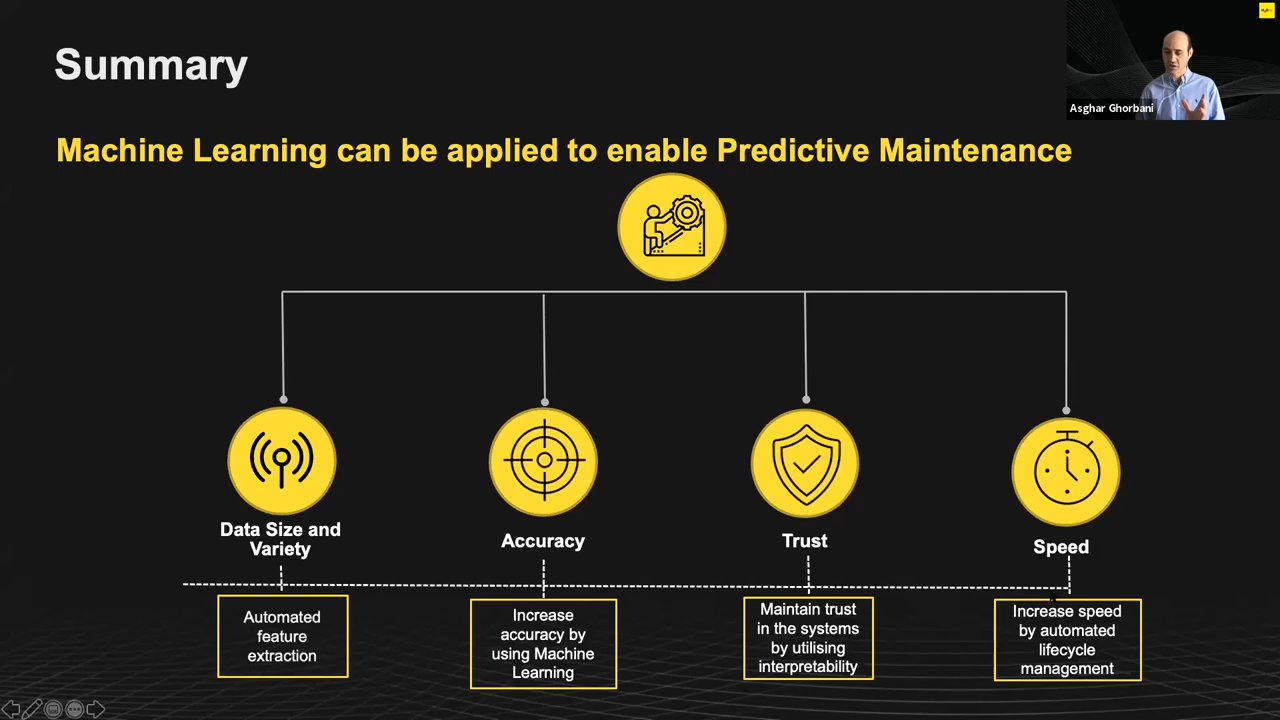 Summary
Asghar Ghorbani
Machine Learning can be applied to enable Predictive Maintenance
Data Size and
Variety
Accuracy
Trust
Speed
Automated
feature
extraction
Increase
accuracy by
using Machine
Learning
Maintain trust
in the systems
by utilising
interpretability
Increase speed
by automated
lifecycle
management